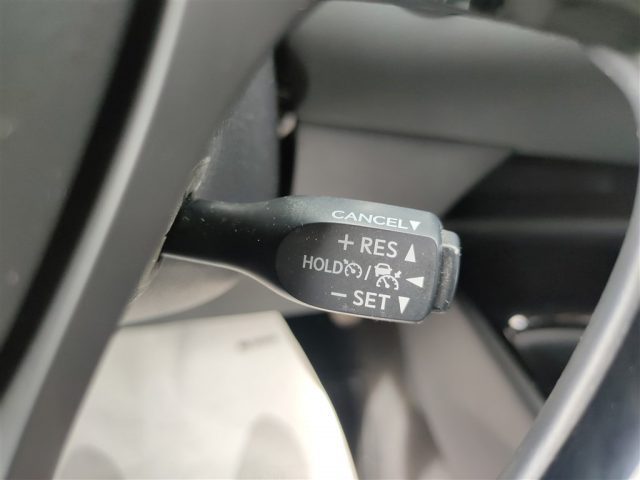 CANCEL▼
+ RES ▲
HOLD / ◀
− SET ▼